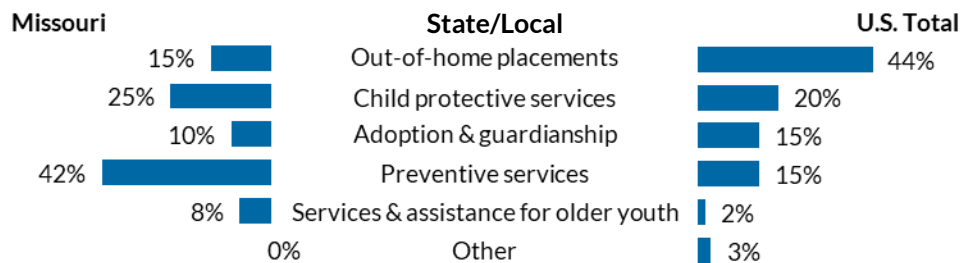 Missouri State/Local U.S. Total
15% Out-of-home placements 44%
25% Child protective services 20%
10% Adoption & guardianship 15%
42% Preventive services 15%
8% Services & assistance for older youth 2%
0% Other 3%